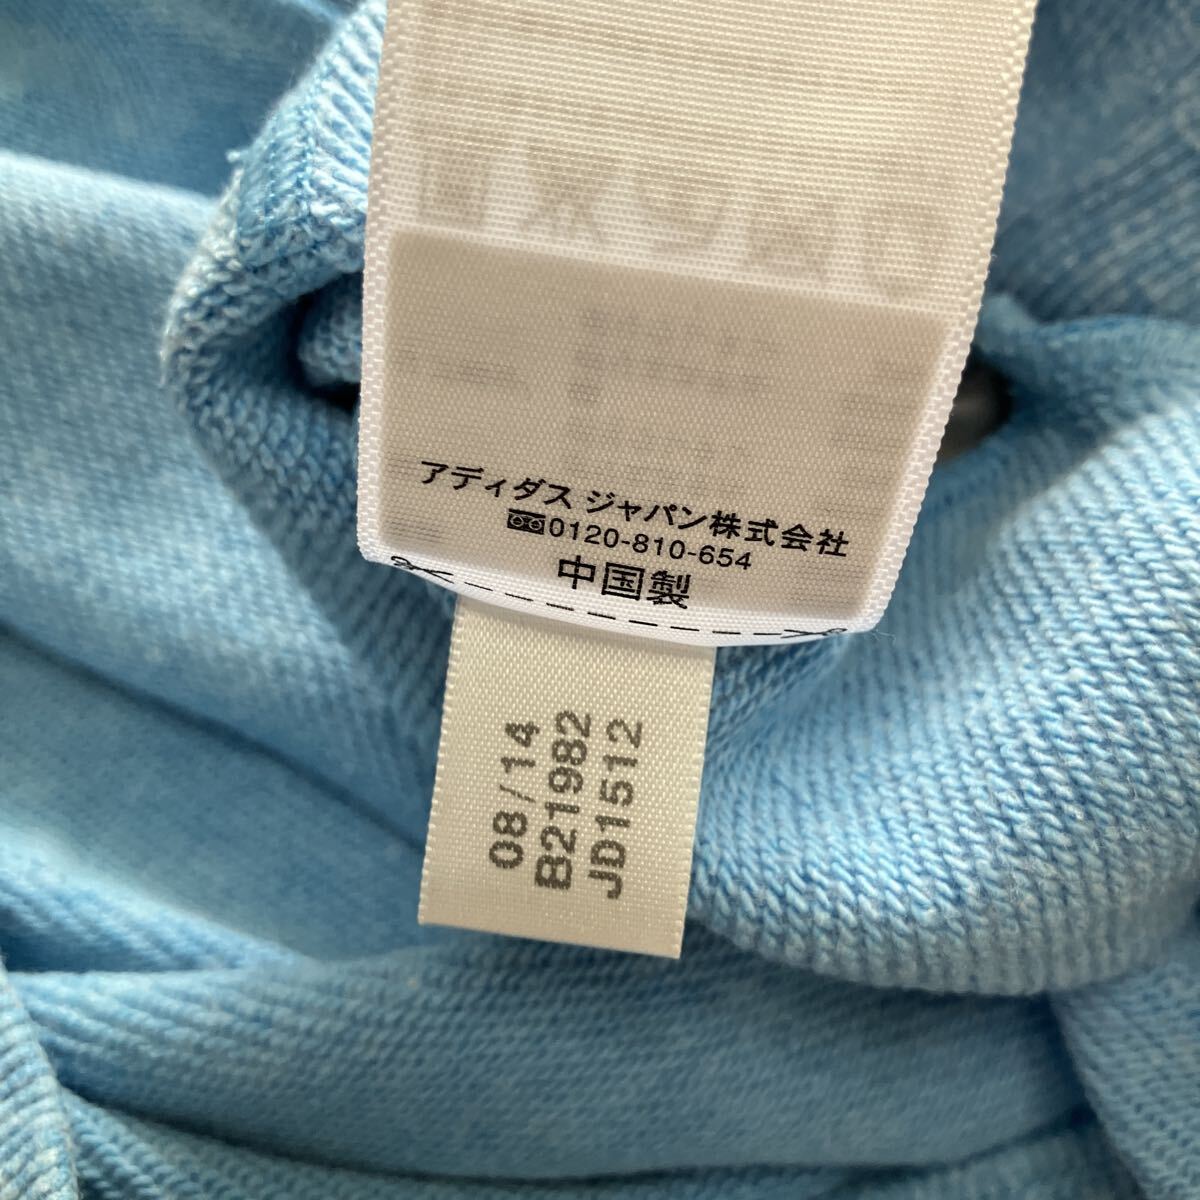 アディダス ジャパン株式会社
0120-810-654
中国製
08/14
B21982
JD1512